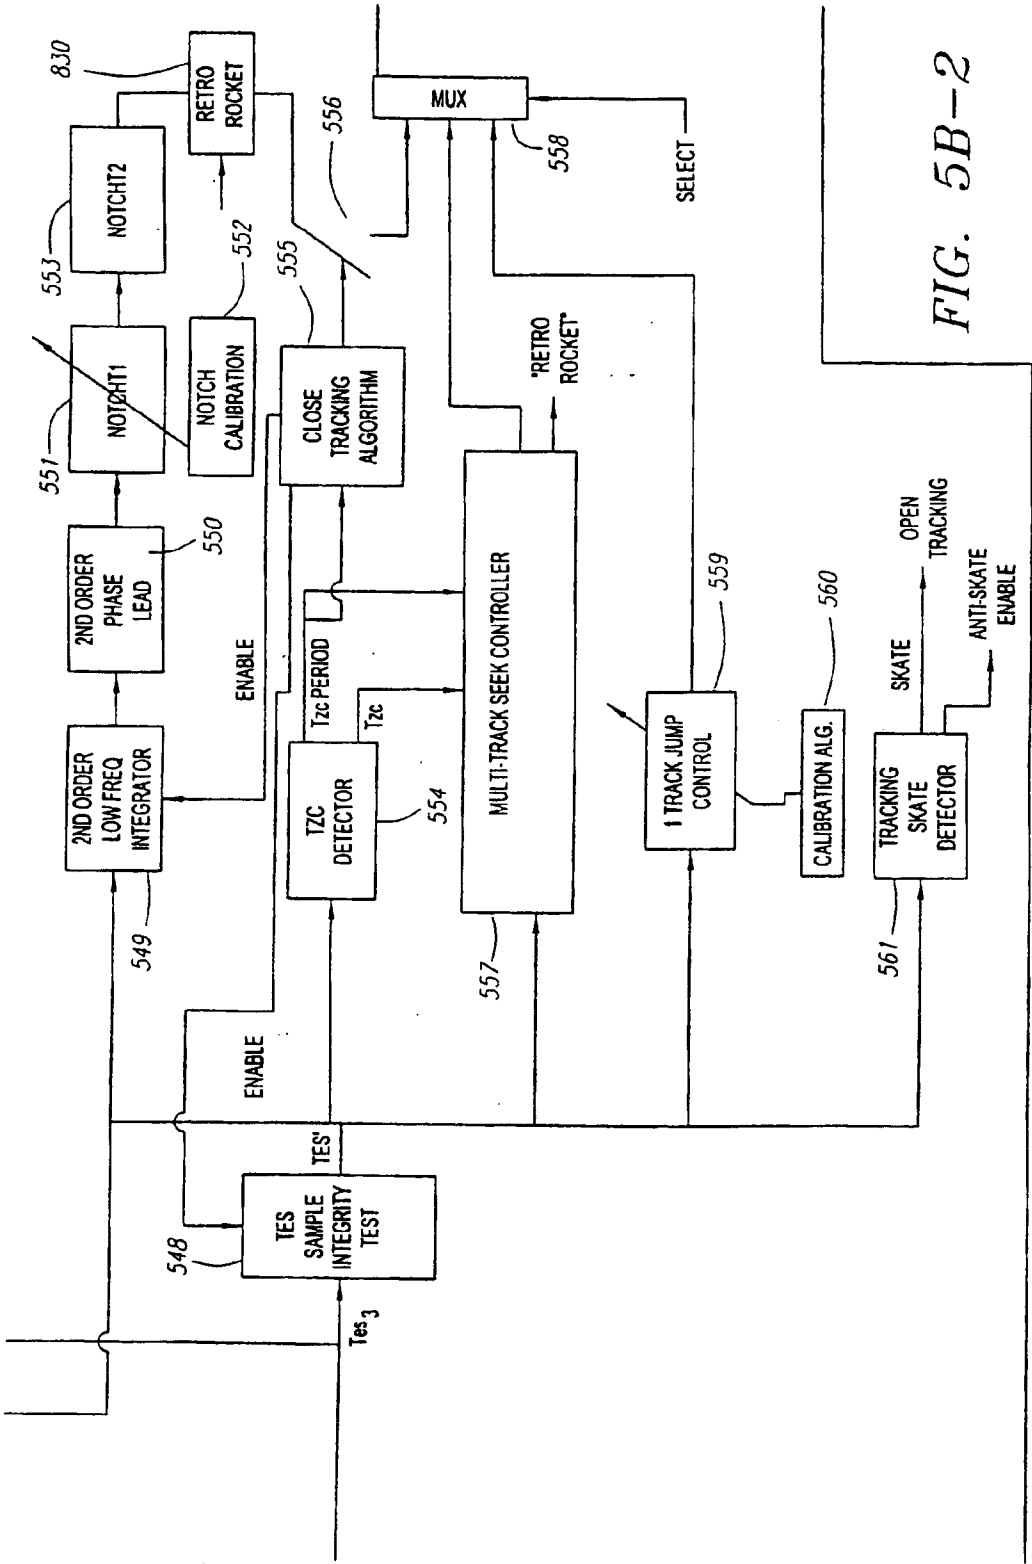 553
NOTCHT2
830
RETRO
ROCKET
551
NOTCHT1
552
NOTCH
CALIBRATION
550
2ND ORDER
PHASE
LEAD
549
2ND ORDER
LOW FREQ
INTEGRATOR
ENABLE
ENABLE
555
CLOSE
TRACKING
ALGORITHM
556
MUX
558
SELECT
Tzc PERIOD
Tzc
TZC
DETECTOR
554
548
TES
SAMPLE
INTEGRITY
TEST
TES'
Tes3
557
MULTI-TRACK SEEK CONTROLLER
"RETRO
ROCKET"
1 TRACK JUMP
CONTROL
559
CALIBRATION ALG.
560
561
TRACKING
SKATE
DETECTOR
SKATE
OPEN
TRACKING
ANTI-SKATE
ENABLE
FIG. 5B-2